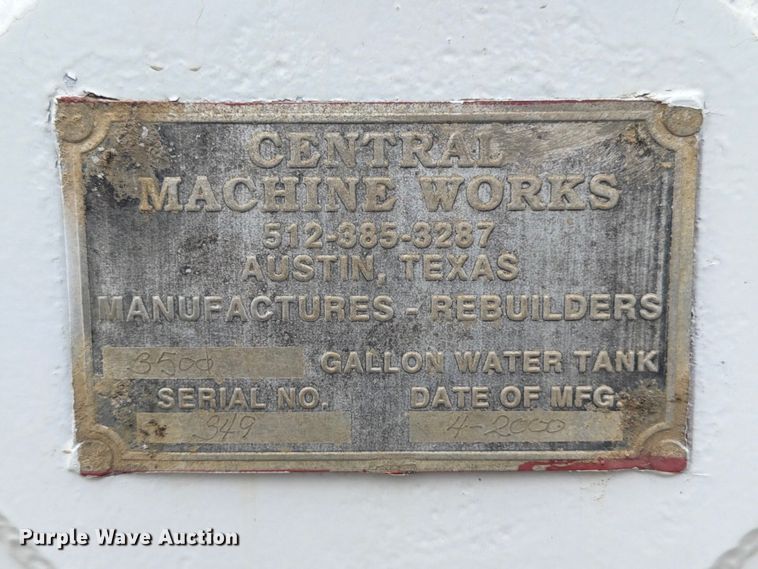 CENTRAL
MACHINE WORKS
512-385-3287
AUSTIN, TEXAS
MANUFACTURES - REBUILDERS
3500 GALLON WATER TANK
SERIAL NO. DATE OF MFG.
349 4-2000
Purple Wave Auction